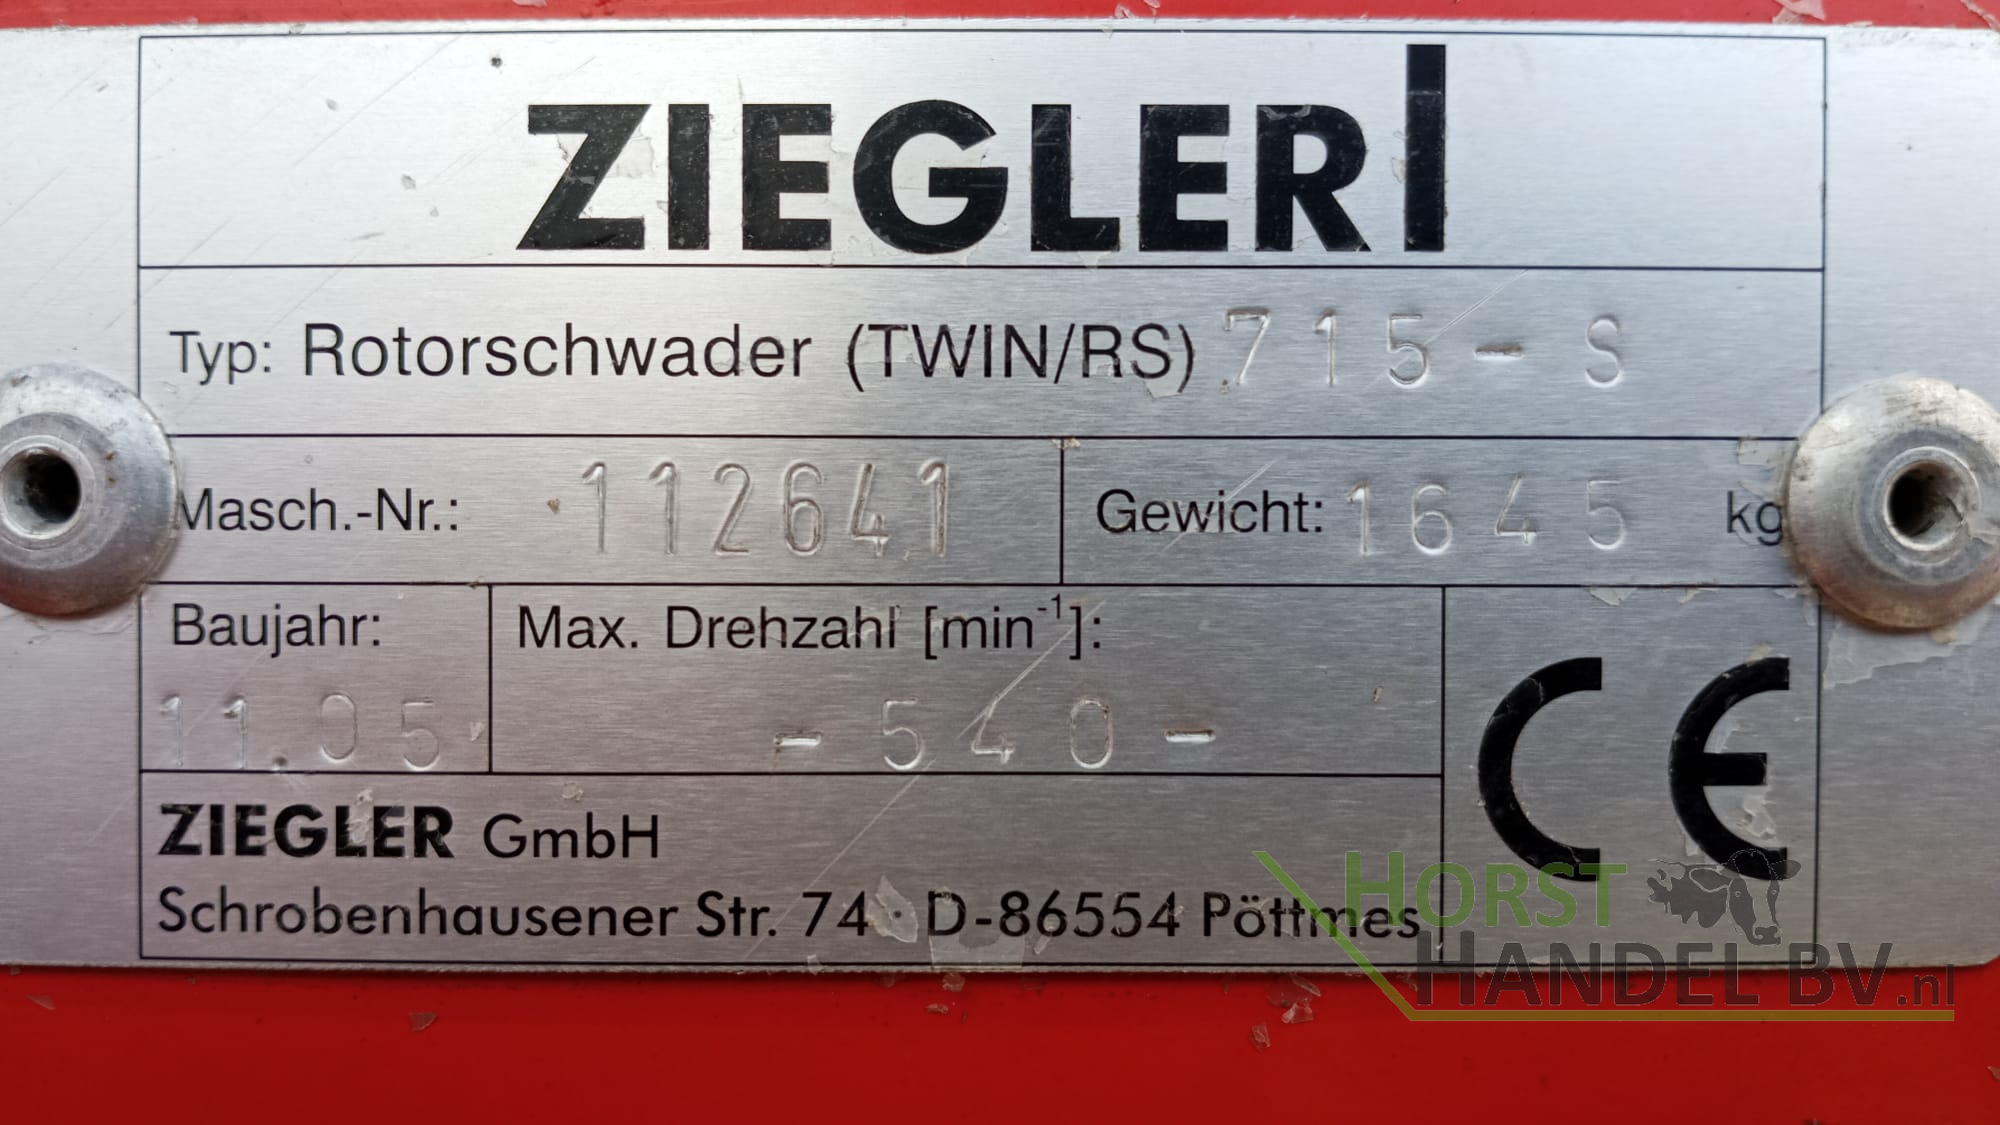 ZIEGLER
Typ: Rotorschwader (TWIN/RS) 715-S
Masch.-Nr.: 112641 Gewicht: 1645 kg
Baujahr: Max. Drehzahl [min⁻¹]:
11.05 -540-
CE
ZIEGLER GmbH
Schrobenhausener Str. 74 · D-86554 Pöttmes
HORST
HANDEL BV.nl